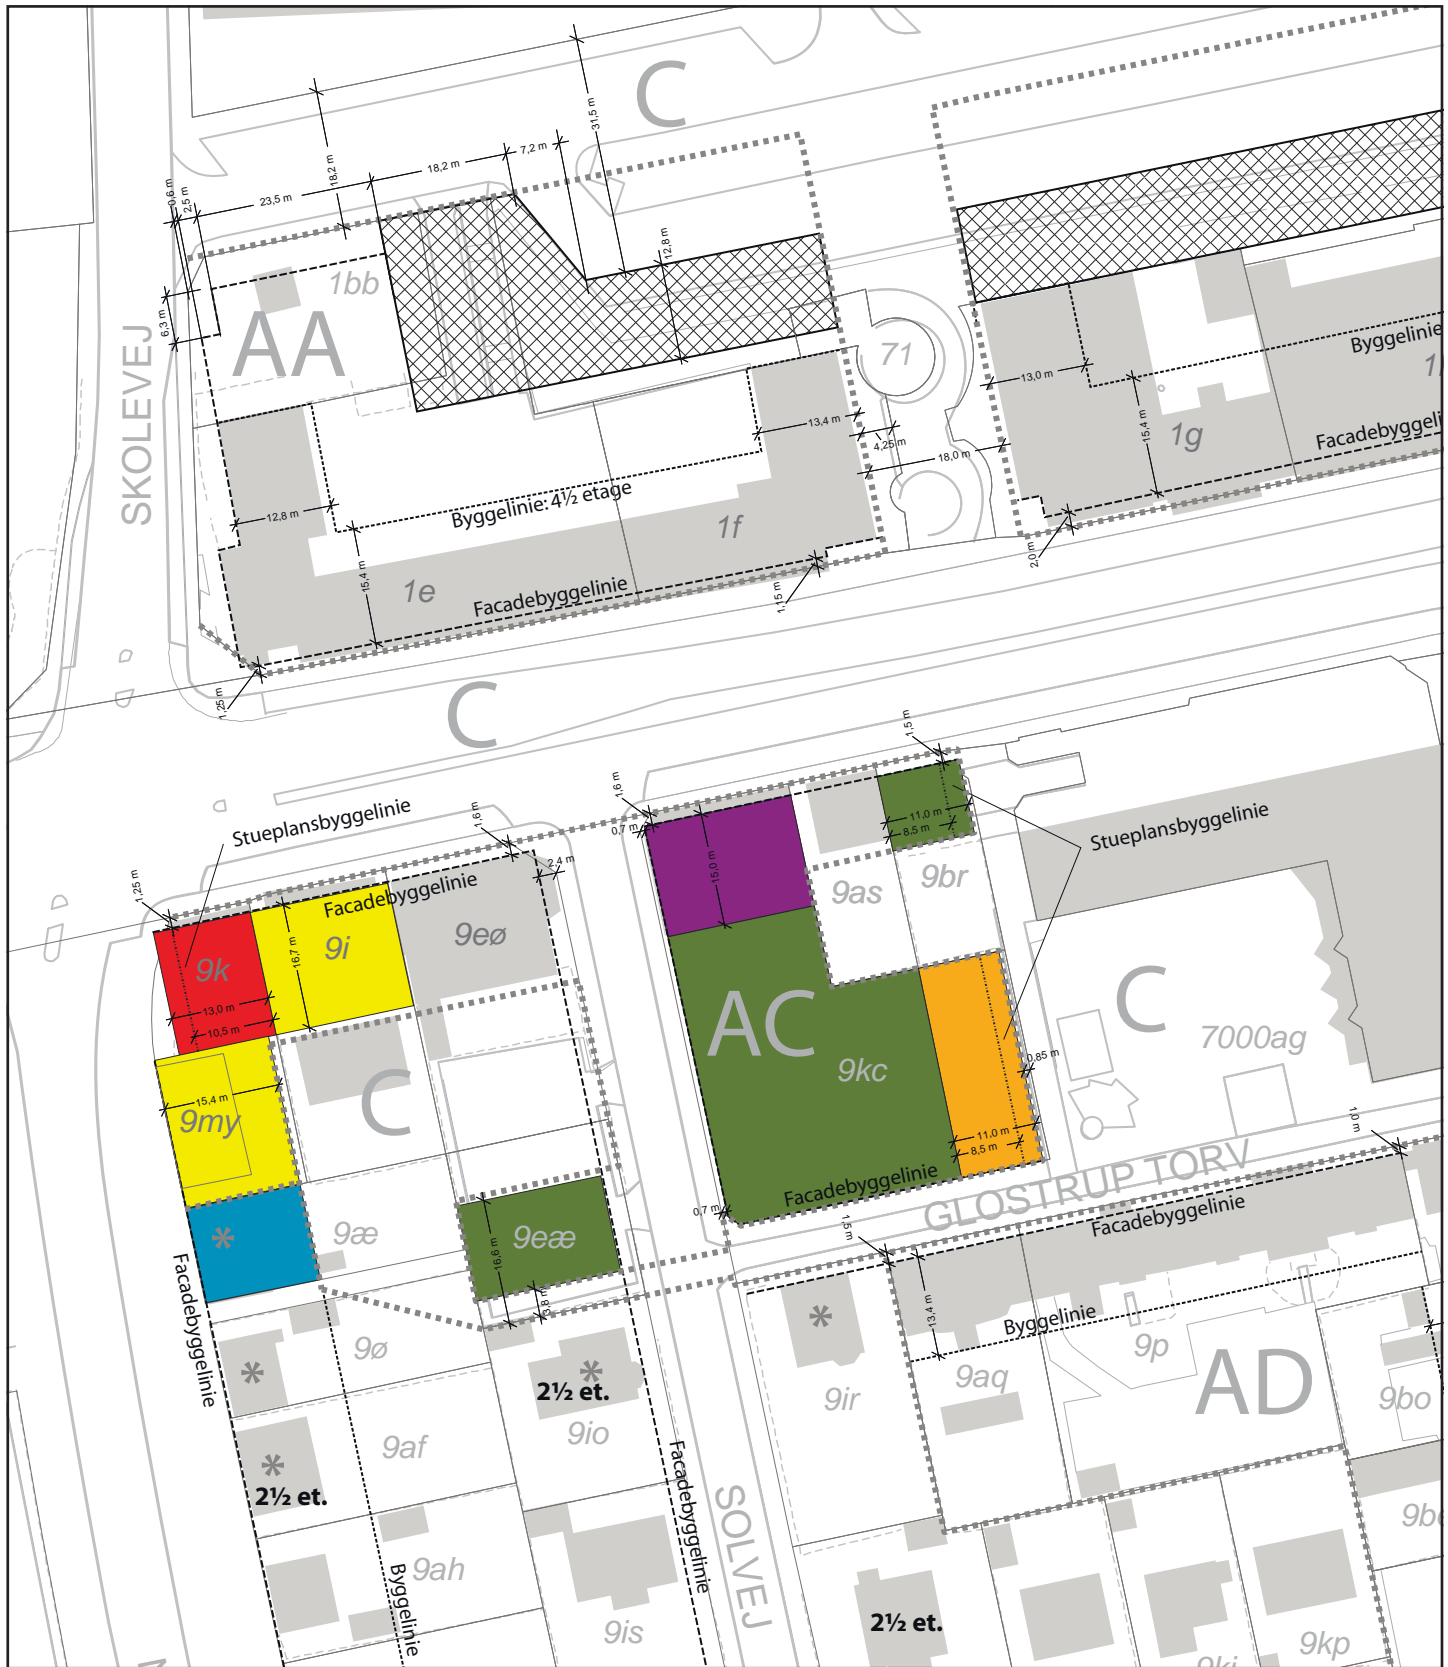 C
31,5 m
7,2 m
18,2 m
18,2 m
0,6 m
2,5 m
23,5 m
12,8 m
1bb
AA
6,3 m
SKOLEVEJ
71
Byggelinie
13,0 m
13,4 m
4,25 m
15,4 m
1g
Facadebyggeli
18,0 m
Byggelinie: 4½ etage
12,8 m
1f
2,0 m
15,4 m
1e
Facadebyggelinie
1,15 m
1,25 m
C
1,5 m
1,6 m
Stueplansbyggelinie
1,6 m
0,7 m
11,0 m
8,5 m
Stueplansbyggelinie
15,0 m
2,4 m
1,25 m
Facadebyggelinie
9as
9br
9eø
9i
9k
16,7 m
13,0 m
10,5 m
AC
C
7000ag
9kc
0,85 m
C
15,4 m
9my
11,0 m
8,5 m
1,0 m
GLOSTRUP TORV
Facadebyggelinie
0,7 m
1,5 m
Facadebyggelinie
*
9æ
9eæ
16,6 m
3,8 m
Facadebyggelinie
*
13,4 m
Byggelinie
9p
9ø
*
*
2½ et.
9io
9ir
9aq
AD
9bo
9af
*
2½ et.
Facadebyggelinie
SOLVEJ
Byggelinie
9ah
9is
2½ et.
9kp